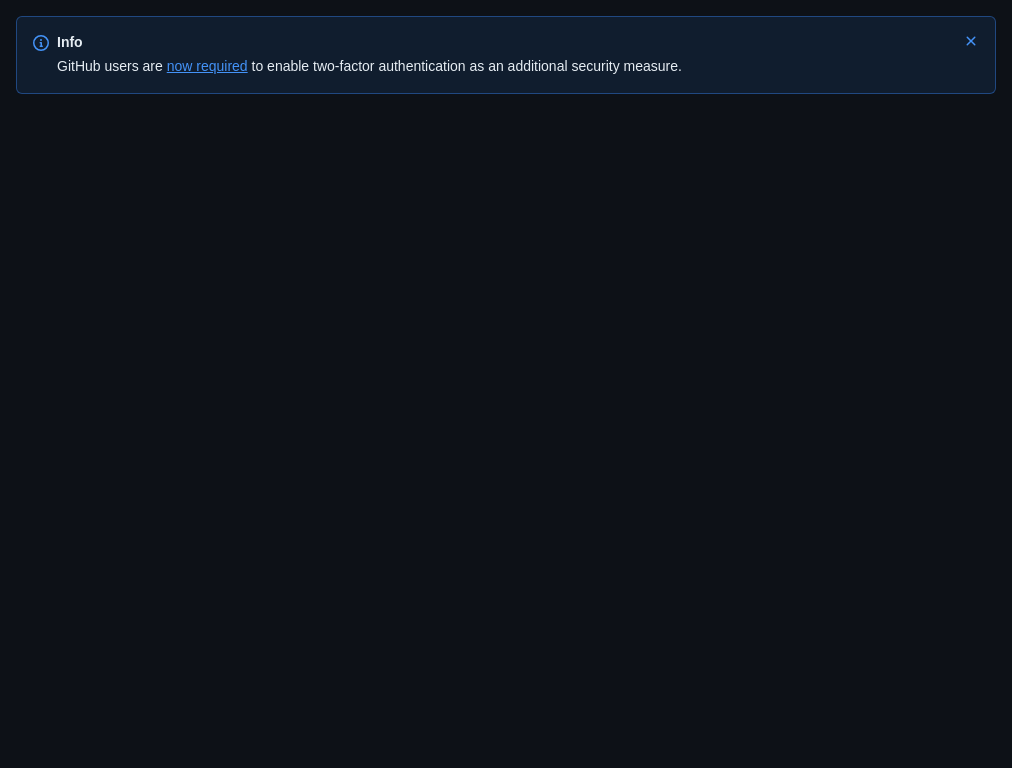 Info
GitHub users are now required to enable two-factor authentication as an additional security measure.